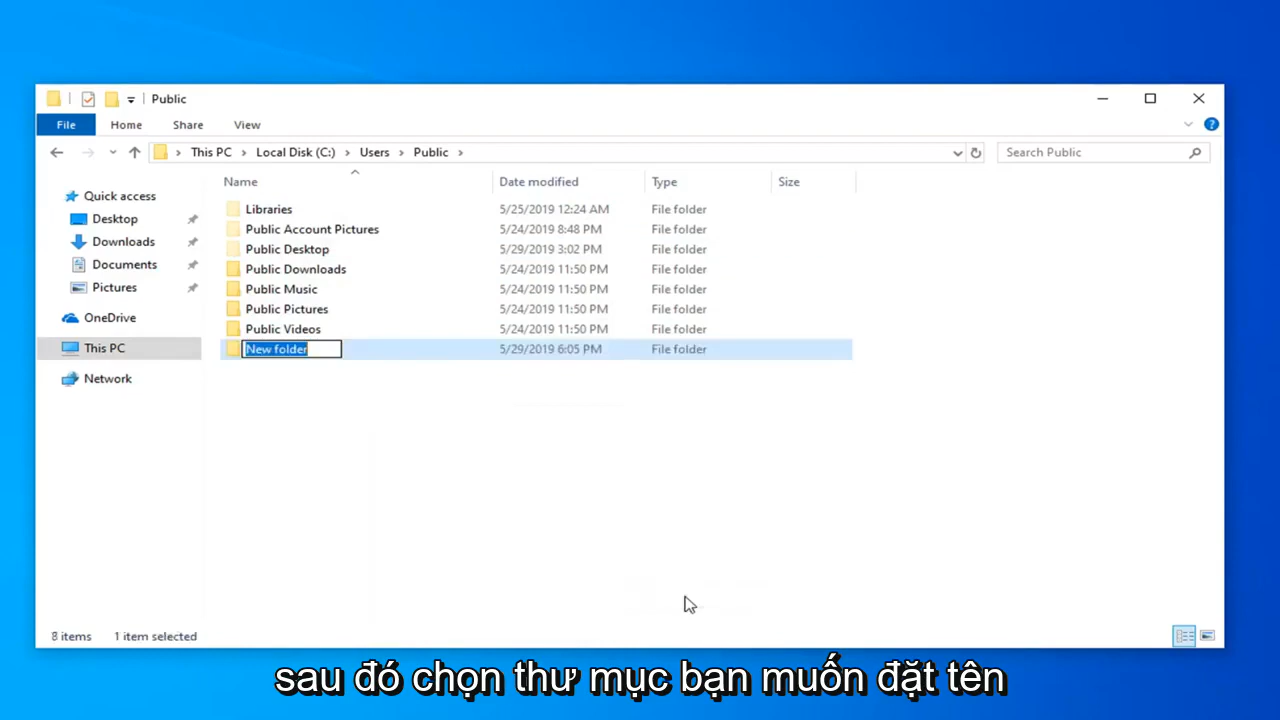 Public
File Home Share View
This PC > Local Disk (C:) > Users > Public >
Search Public
Name Date modified Type Size
Quick access
Desktop
Downloads
Documents
Pictures
OneDrive
This PC
Network
Libraries 5/25/2019 12:24 AM File folder
Public Account Pictures 5/24/2019 8:48 PM File folder
Public Desktop 5/29/2019 3:02 PM File folder
Public Downloads 5/24/2019 11:50 PM File folder
Public Music 5/24/2019 11:50 PM File folder
Public Pictures 5/24/2019 11:50 PM File folder
Public Videos 5/24/2019 11:50 PM File folder
New folder 5/29/2019 6:05 PM File folder
8 items 1 item selected
sau đó chọn thư mục bạn muốn đặt tên